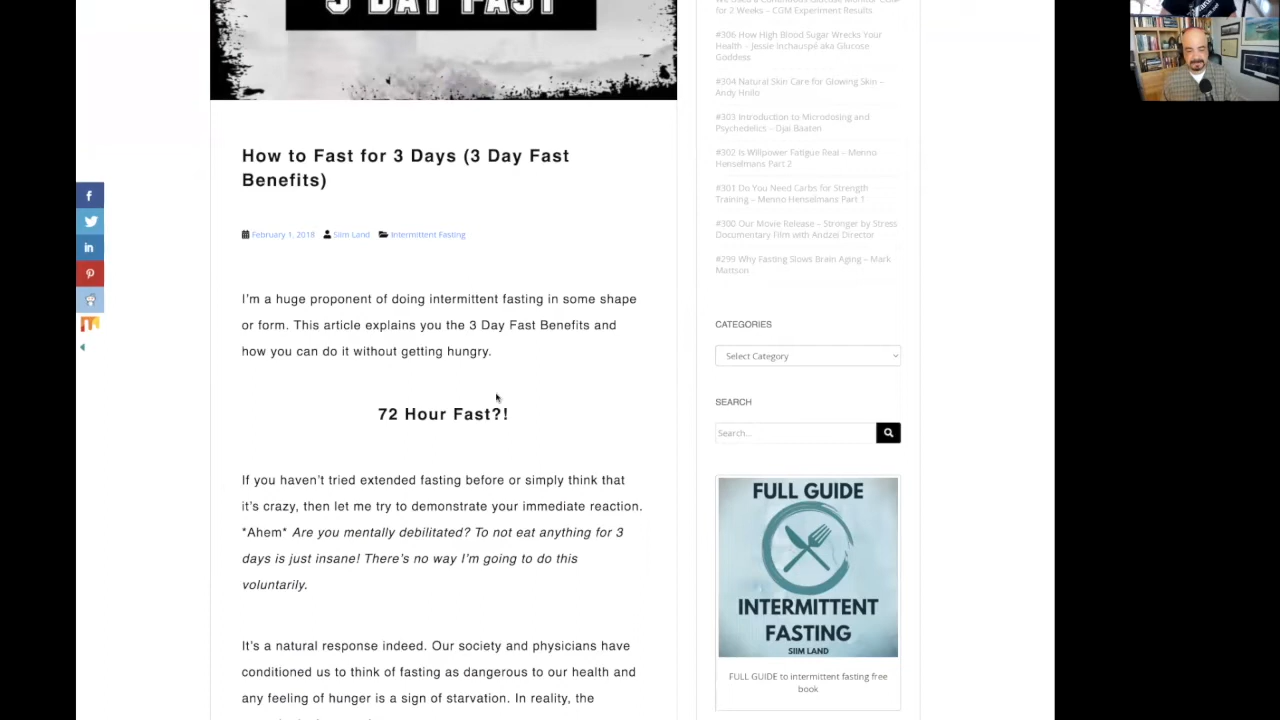 3 DAY FAST
How to Fast for 3 Days (3 Day Fast
Benefits)
February 1, 2018 Siim Land Intermittent Fasting
I'm a huge proponent of doing intermittent fasting in some shape
or form. This article explains you the 3 Day Fast Benefits and
how you can do it without getting hungry.
72 Hour Fast?!
If you haven't tried extended fasting before or simply think that
it's crazy, then let me try to demonstrate your immediate reaction.
*Ahem* Are you mentally debilitated? To not eat anything for 3
days is just insane! There's no way I'm going to do this
voluntarily.
It's a natural response indeed. Our society and physicians have
conditioned us to think of fasting as dangerous to our health and
any feeling of hunger is a sign of starvation. In reality, the
for 2 Weeks – CGM Experiment Results
#306 How High Blood Sugar Wrecks Your
Health – Jessie Inchauspé aka Glucose
Goddess
#304 Natural Skin Care for Glowing Skin –
Andy Hnilo
#303 Introduction to Microdosing and
Psychedelics – Djai Baaten
#302 Is Willpower Fatigue Real – Menno
Henselmans Part 2
#301 Do You Need Carbs for Strength
Training – Menno Henselmans Part 1
#300 Our Movie Release – Stronger by Stress
Documentary Film with Andzei Director
#299 Why Fasting Slows Brain Aging – Mark
Mattson
CATEGORIES
Select Category
SEARCH
Search...
FULL GUIDE
INTERMITTENT
FASTING
SIIM LAND
FULL GUIDE to intermittent fasting free
book